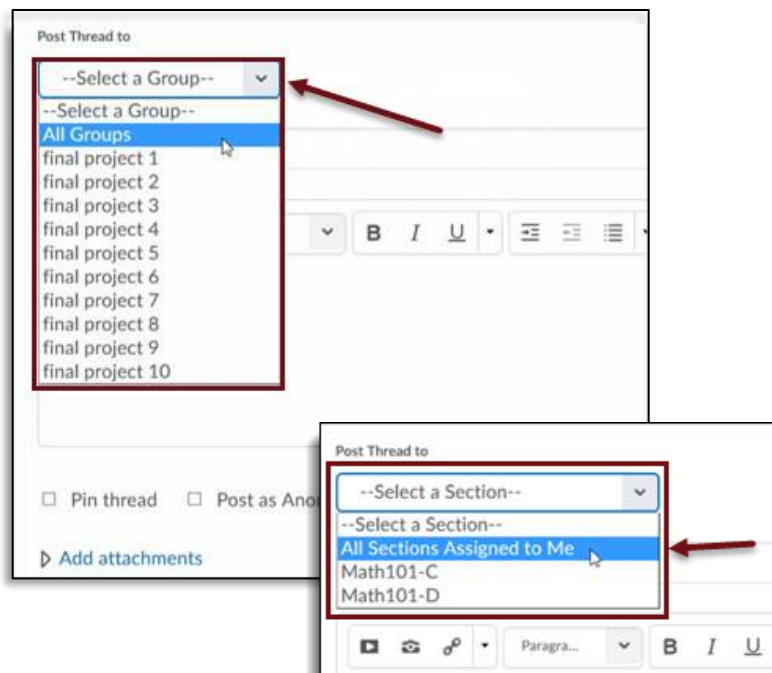 Post Thread to
--Select a Group--
--Select a Group--
All Groups
final project 1
final project 2
final project 3
final project 4
final project 5
final project 6
final project 7
final project 8
final project 9
final project 10
B I U
Pin thread Post as Ano
Add attachments
Post Thread to
--Select a Section--
--Select a Section--
All Sections Assigned to Me
Math101-C
Math101-D
Paragra... B I U